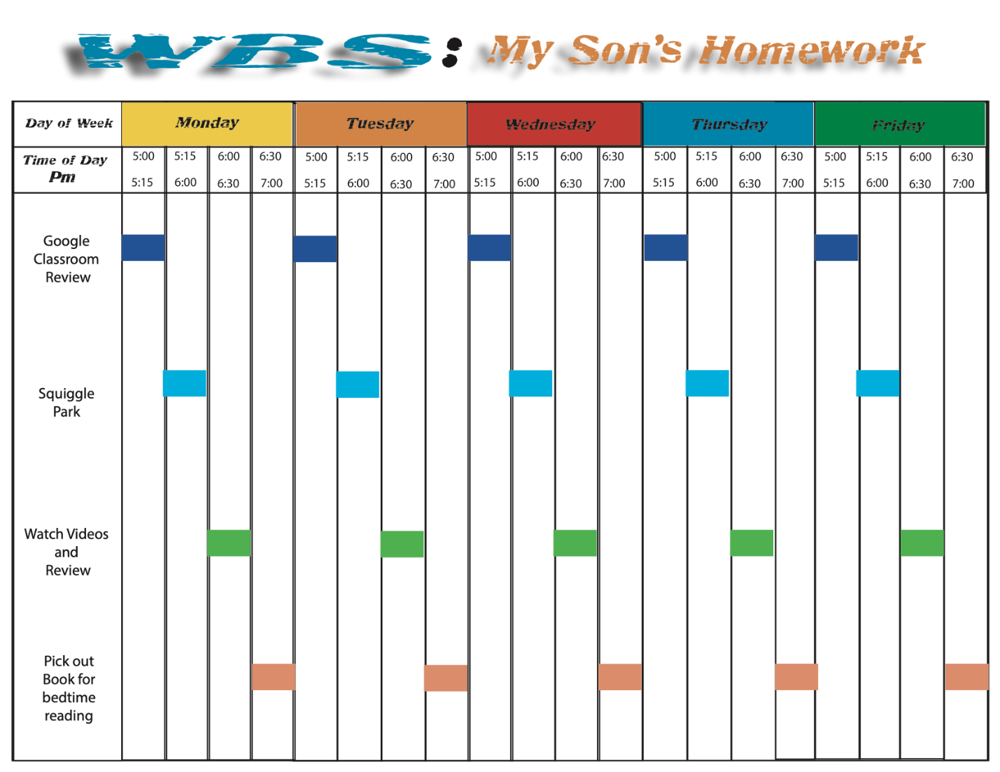 WBS: My Son's Homework
Day of Week Monday Tuesday Wednesday Thursday Friday
Time of Day 5:00 5:15 6:00 6:30 5:00 5:15 6:00 6:30 5:00 5:15 6:00 6:30 5:00 5:15 6:00 6:30 5:00 5:15 6:00 6:30
Pm 5:15 6:00 6:30 7:00 5:15 6:00 6:30 7:00 5:15 6:00 6:30 7:00 5:15 6:00 6:30 7:00 5:15 6:00 6:30 7:00
Google
Classroom
Review
Squiggle
Park
Watch Videos
and
Review
Pick out
Book for
bedtime
reading